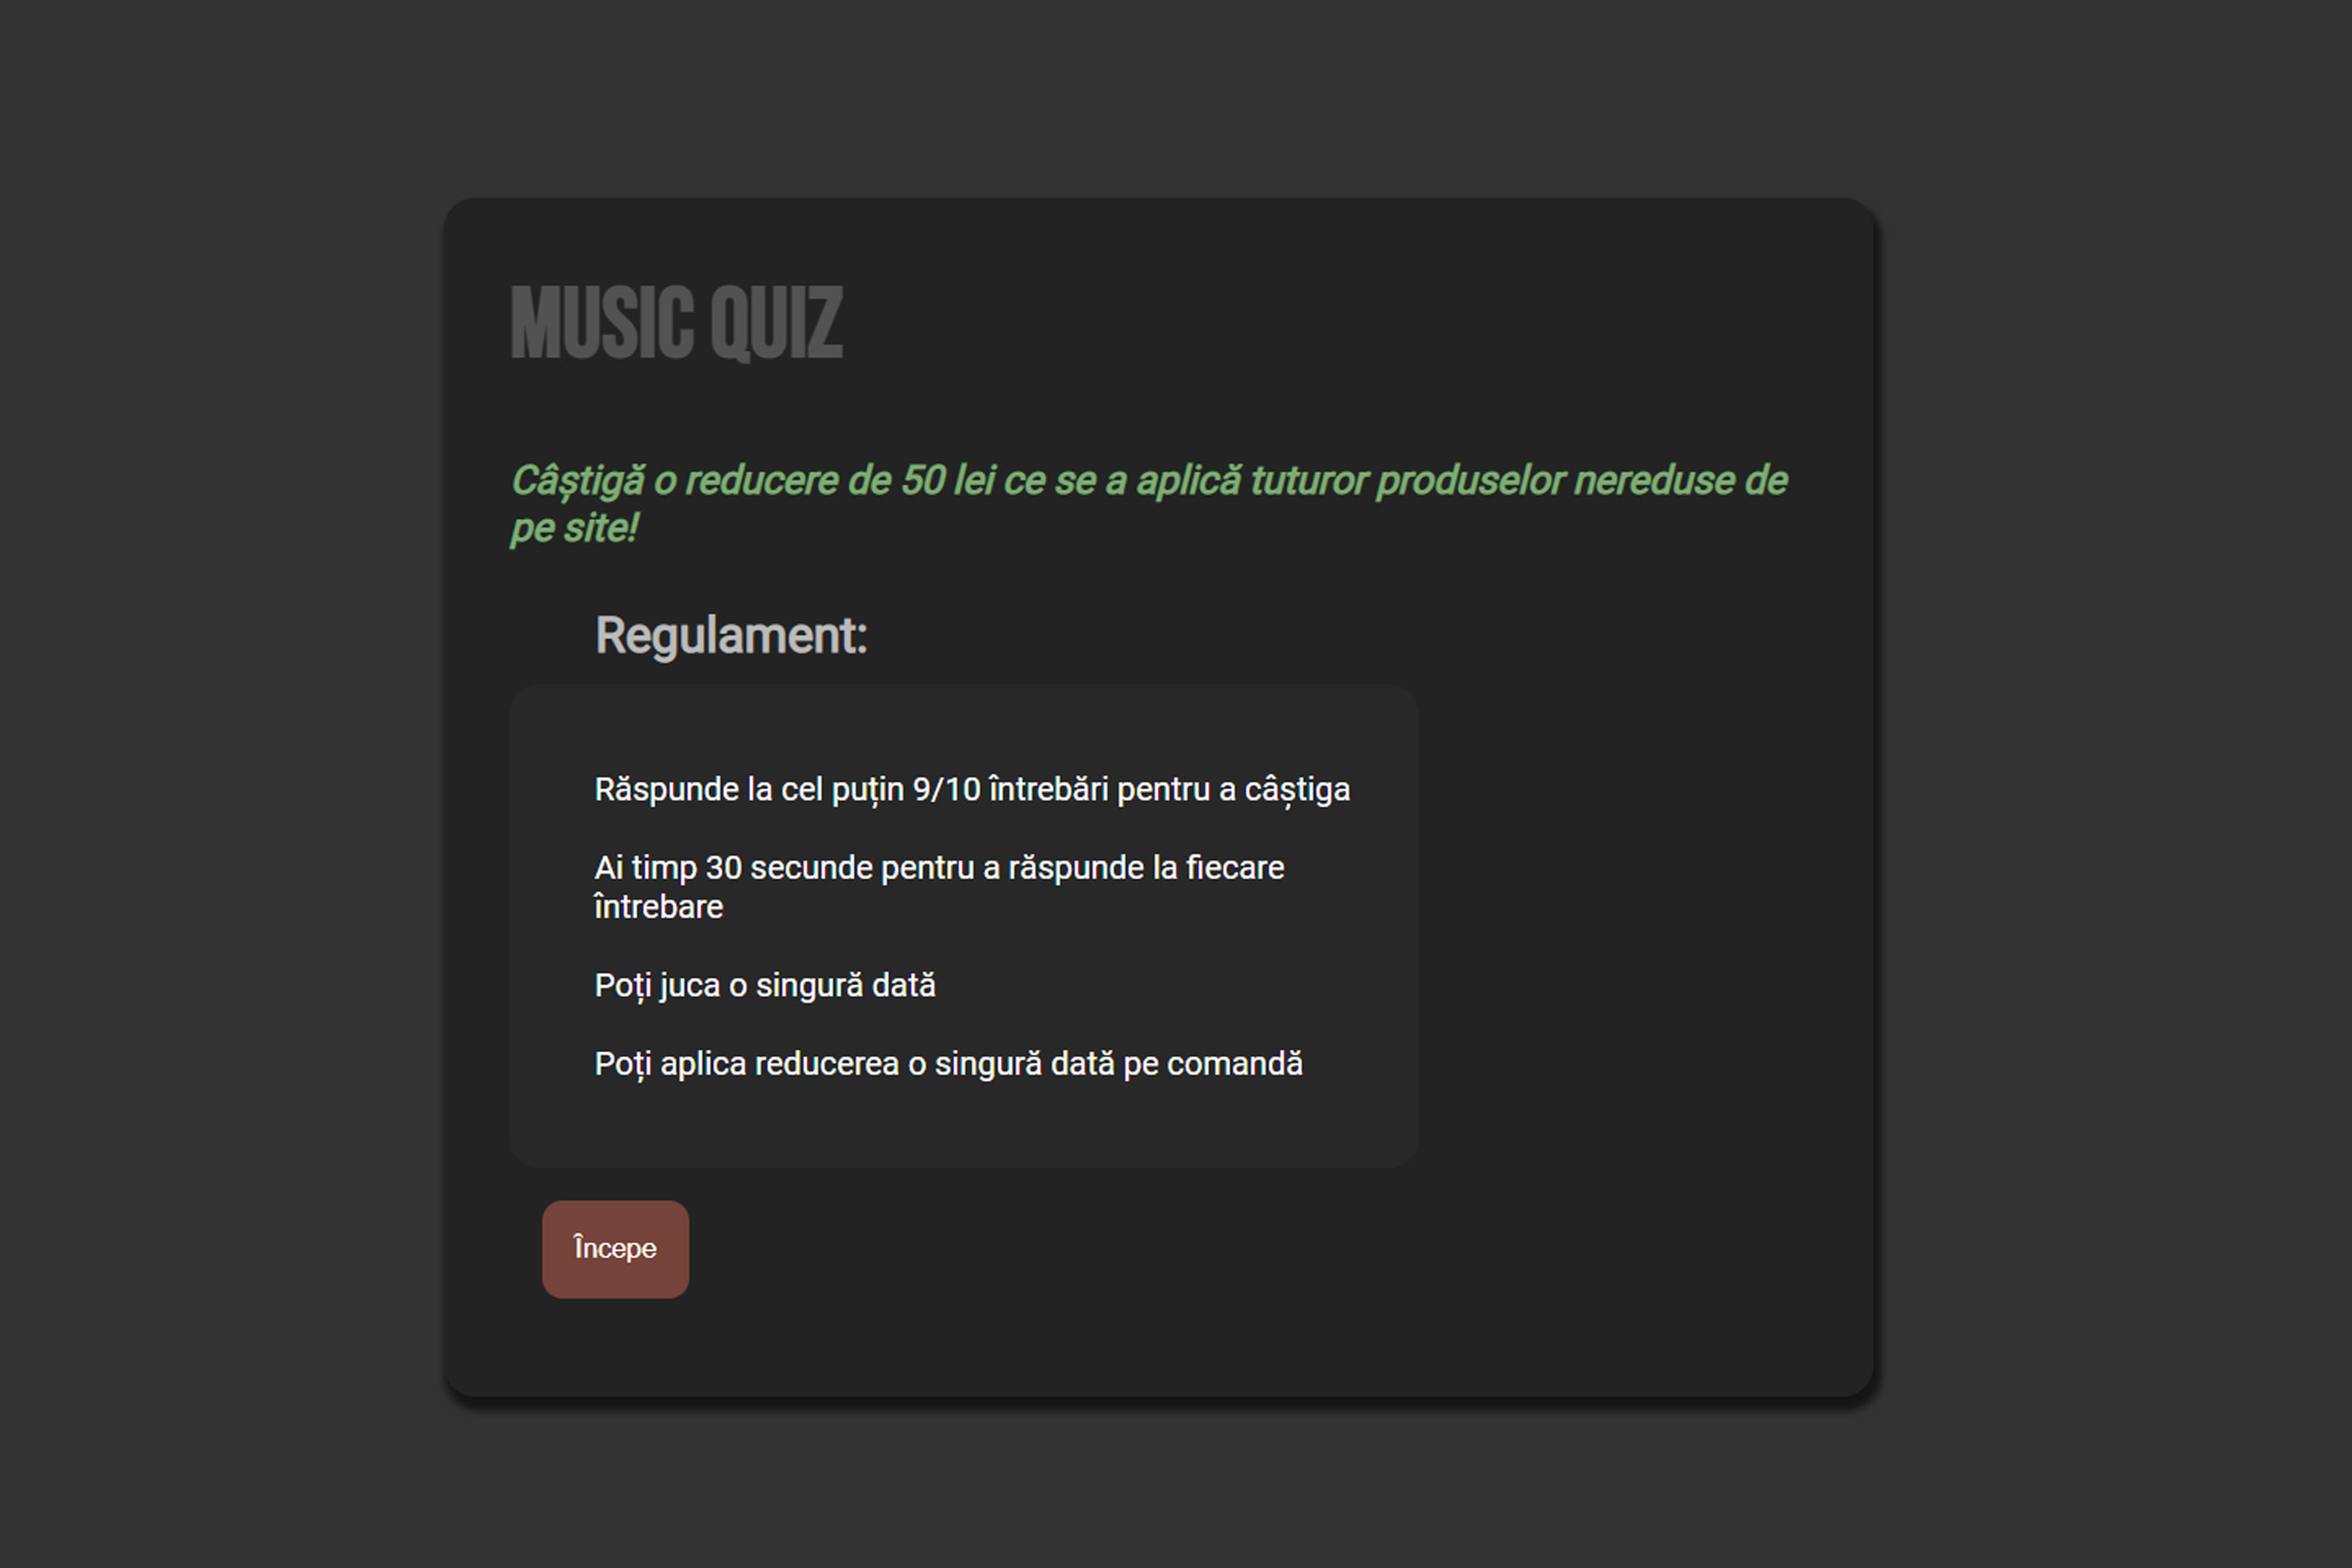 MUSIC QUIZ
Câștigă o reducere de 50 lei ce se a aplică tuturor produselor nereduse de
pe site!
Regulament:
Răspunde la cel puțin 9/10 întrebări pentru a câștiga
Ai timp 30 secunde pentru a răspunde la fiecare
întrebare
Poți juca o singură dată
Poți aplica reducerea o singură dată pe comandă
Începe